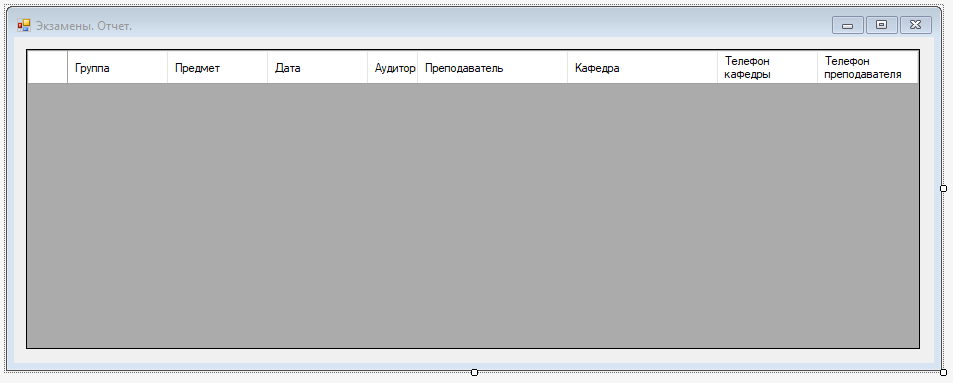 Экзамены. Отчет.
Группа Предмет Дата Аудитор Преподаватель Кафедра Телефон кафедры Телефон преподавателя